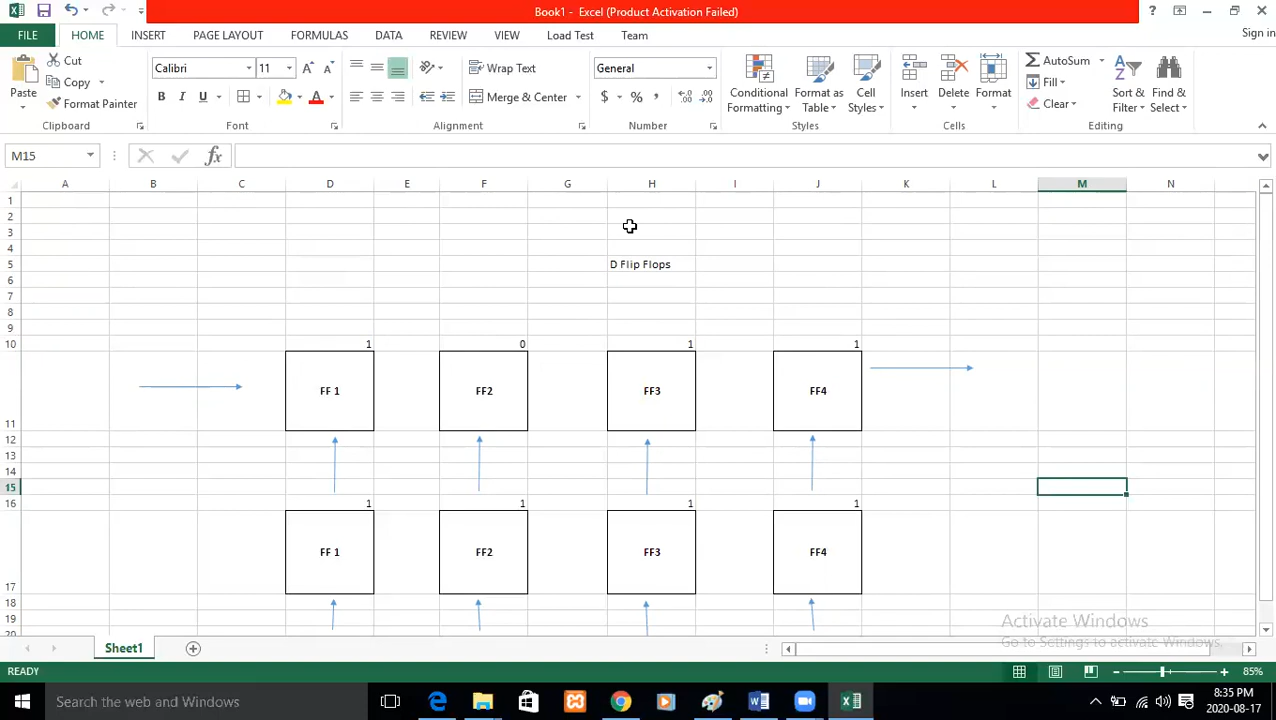 Book1 - Excel (Product Activation Failed)
Sign in
FILE HOME INSERT PAGE LAYOUT FORMULAS DATA REVIEW VIEW Load Test Team
Paste
Cut
Copy
Format Painter
Clipboard
Calibri 11
B I U
Font
Wrap Text
Merge & Center
Alignment
General
$ % ,
Number
Conditional Formatting
Format as Table
Cell Styles
Styles
Insert Delete Format
Cells
AutoSum
Fill
Clear
Sort & Filter
Find & Select
Editing
M15 fx
A B C D E F G H I J K L M N
1
2
3
4
5 D Flip Flops
6
7
8
9
10 1 0 1 1
FF 1 FF2 FF3 FF4
11
12
13
14
15
16 1 1 1 1
FF 1 FF2 FF3 FF4
17
18
19
20
Activate Windows
Go to Settings to activate Windows.
Sheet1
READY 85%
Search the web and Windows
8:35 PM
2020-08-17